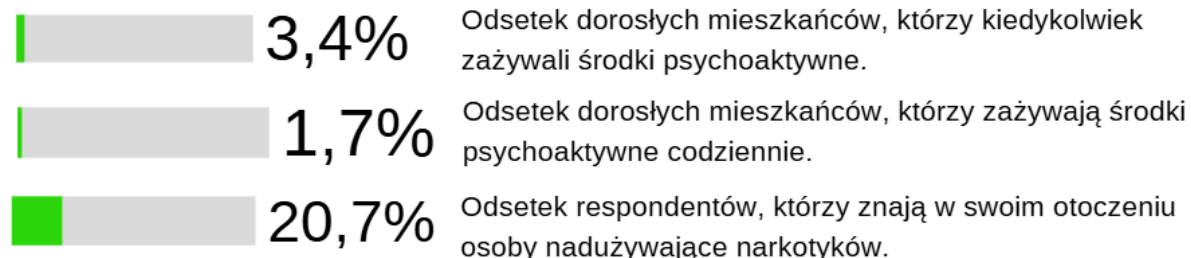 3,4%
Odsetek dorosłych mieszkańców, którzy kiedykolwiek
zażywali środki psychoaktywne.
1,7%
Odsetek dorosłych mieszkańców, którzy zażywają środki
psychoaktywne codziennie.
20,7%
Odsetek respondentów, którzy znają w swoim otoczeniu
osoby nadużywające narkotyków.